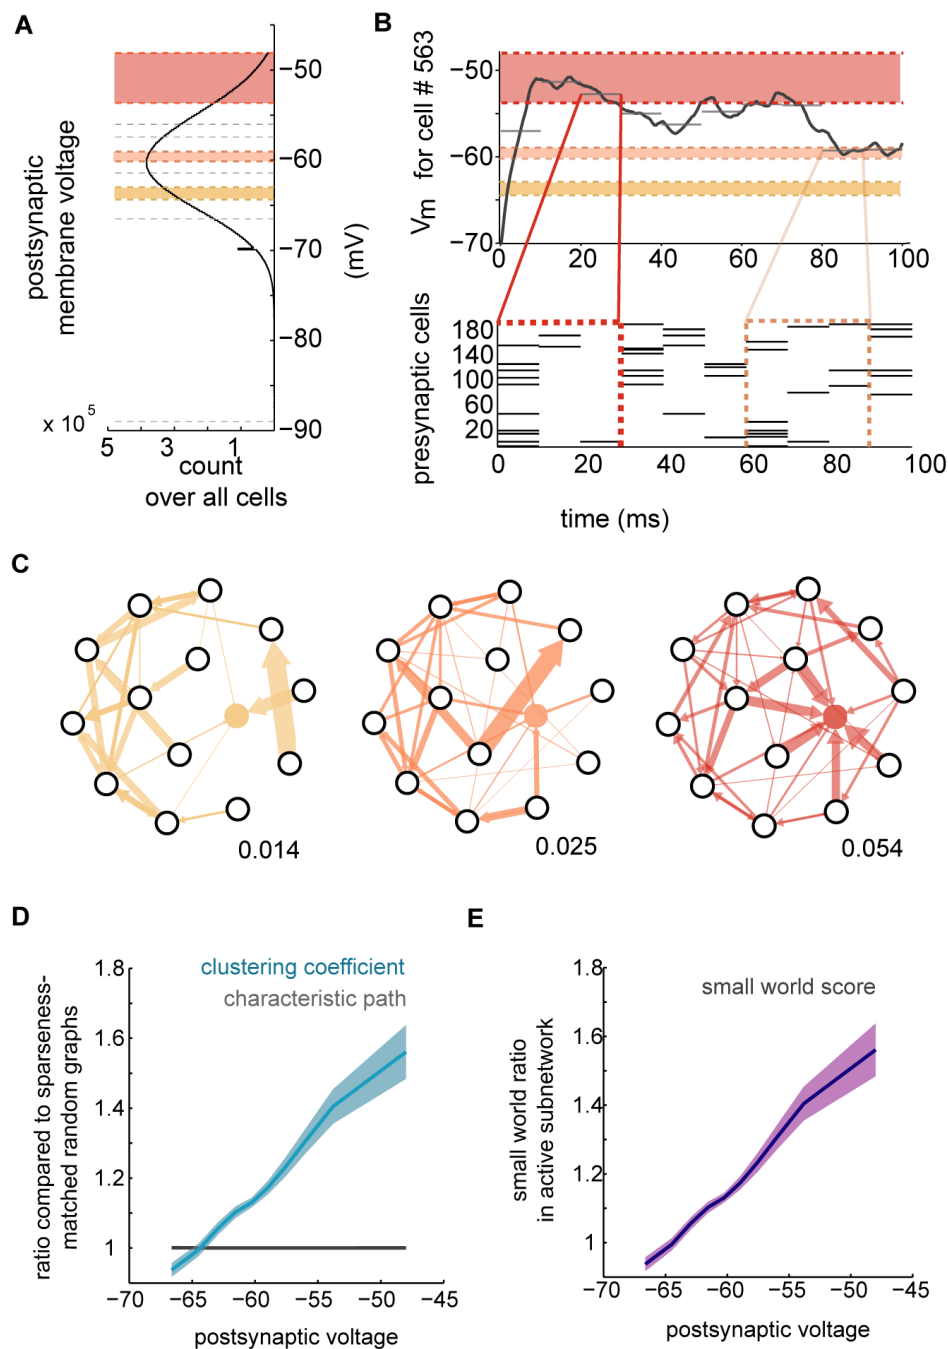 A
postsynaptic
membrane voltage
−50
−60
−70
−80
−90
(mV)
x 10^5
5
3
1
count
over all cells
B
Vm for cell # 563
−50
−60
−70
0
20
40
60
80
100
presynaptic cells
180
140
100
60
20
0
20
40
60
80
100
time (ms)
C
0.014
0.025
0.054
D
ratio compared to sparseness-
matched random graphs
clustering coefficient
characteristic path
1.8
1.6
1.4
1.2
1
−70
−65
−60
−55
−50
−45
postsynaptic voltage
E
small world ratio
in active subnetwork
small world score
1.8
1.6
1.4
1.2
1
−70
−65
−60
−55
−50
−45
postsynaptic voltage